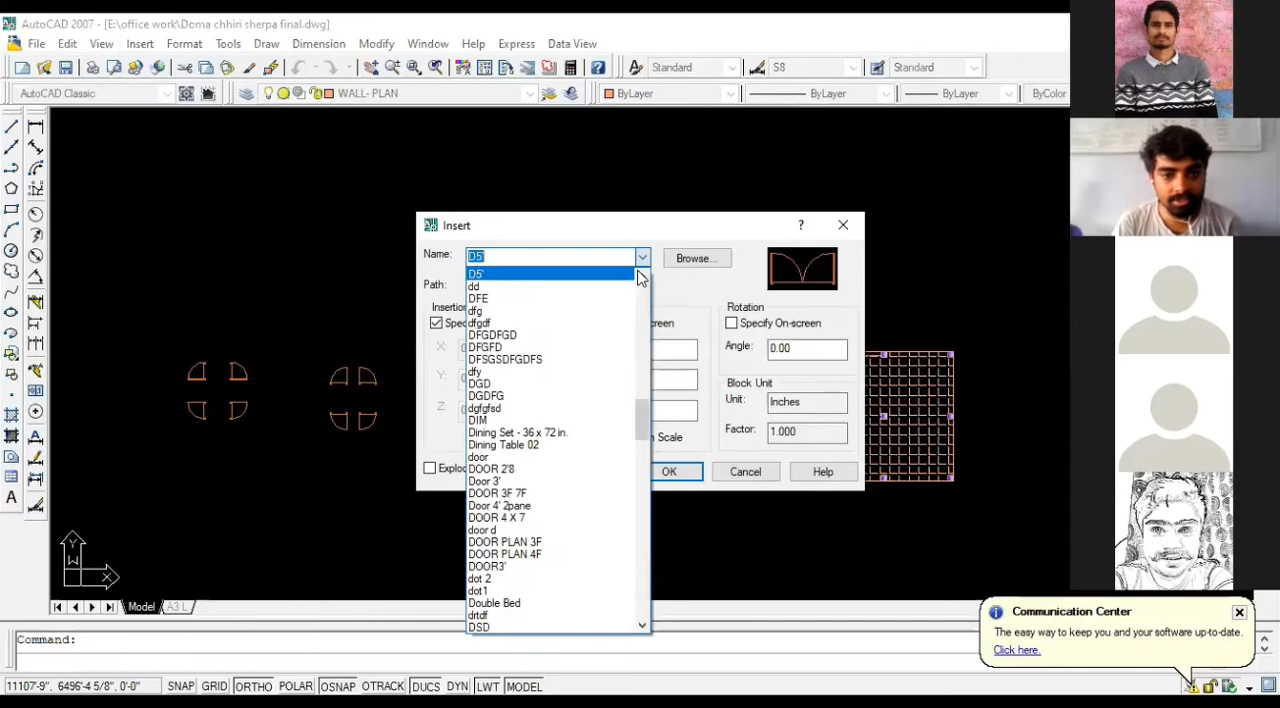 AutoCAD 2007 - [E:\office work\Doma chhiri sherpa final.dwg]
File Edit View Insert Format Tools Draw Dimension Modify Window Help Express Data View
Standard S8 Standard
AutoCAD Classic WALL- PLAN ByLayer ByLayer ByLayer ByColor
Insert ?
Name: D5' Browse...
D5'
Path:
dd
DFE
Insertion
Rotation
dfg
Spec
dfgdf
screen
Specify On-screen
DFGDFGD
X:
DFGFD
Angle: 0.00
DFSGSDFGDFS
dfy
Y:
DGD
Block Unit
DGDFG
Unit: Inches
dgfgfsd
Z
DIM
Factor: 1.000
Dining Set - 36 x 72 in.
m Scale
Dining Table 02
door
DOOR 2'8
Explod
OK Cancel Help
Door 3'
DOOR 3F 7F
Door 4' 2pane
DOOR 4 X 7
door d
DOOR PLAN 3F
DOOR PLAN 4F
DOOR3'
dot 2
dot1
Double Bed
drtdf
DSD
Y
W
X
Model A3 L
Command:
Communication Center
The easy way to keep you and your software up-to-date.
Click here.
11107'-9", 6496'-4 5/8", 0'-0" SNAP GRID ORTHO POLAR OSNAP OTRACK DUCS DYN LWT MODEL